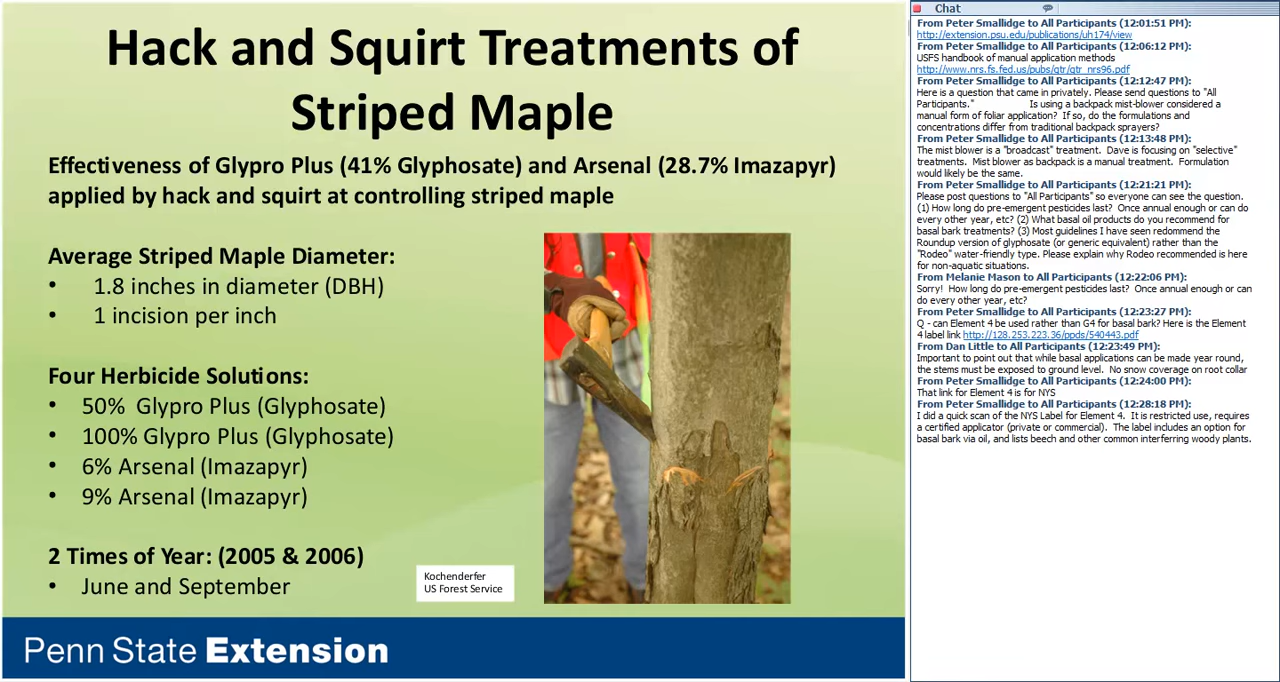 Hack and Squirt Treatments of
Striped Maple
Effectiveness of Glypro Plus (41% Glyphosate) and Arsenal (28.7% Imazapyr)
applied by hack and squirt at controlling striped maple
Average Striped Maple Diameter:
• 1.8 inches in diameter (DBH)
• 1 incision per inch
Four Herbicide Solutions:
• 50% Glypro Plus (Glyphosate)
• 100% Glypro Plus (Glyphosate)
• 6% Arsenal (Imazapyr)
• 9% Arsenal (Imazapyr)
2 Times of Year: (2005 & 2006)
• June and September
Kochenderfer
US Forest Service
Penn State Extension
Chat
From Peter Smallidge to All Participants (12:01:51 PM):
http://extension.psu.edu/publications/uh174/view
From Peter Smallidge to All Participants (12:06:12 PM):
USFS handbook of manual application methods
http://www.nrs.fs.fed.us/pubs/gtr/gtr_nrs96.pdf
From Peter Smallidge to All Participants (12:12:47 PM):
Here is a question that came in privately. Please send questions to "All
Participants." Is using a backpack mist-blower considered a
manual form of foliar application? If so, do the formulations and
concentrations differ from traditional backpack sprayers?
From Peter Smallidge to All Participants (12:13:48 PM):
The mist blower is a "broadcast" treatment. Dave is focusing on "selective"
treatments. Mist blower as backpack is a manual treatment. Formulation
would likely be the same.
From Peter Smallidge to All Participants (12:21:21 PM):
Please post questions to "All Participants" so everyone can see the question.
(1) How long do pre-emergent pesticides last? Once annual enough or can do
every other year, etc? (2) What basal oil products do you recommend for
basal bark treatments? (3) Most guidelines I have seen redommend the
Roundup version of glyphosate (or generic equivalent) rather than the
"Rodeo" water-friendly type. Please explain why Rodeo recommended is here
for non-aquatic situations.
From Melanie Mason to All Participants (12:22:06 PM):
Sorry! How long do pre-emergent pesticides last? Once annual enough or can
do every other year, etc?
From Peter Smallidge to All Participants (12:23:27 PM):
Q - can Element 4 be used rather than G4 for basal bark? Here is the Element
4 label link http://128.253.223.36/ppds/540443.pdf
From Dan Little to All Participants (12:23:49 PM):
Important to point out that while basal applications can be made year round,
the stems must be exposed to ground level. No snow coverage on root collar
From Peter Smallidge to All Participants (12:24:00 PM):
That link for Element 4 is for NYS
From Peter Smallidge to All Participants (12:28:18 PM):
I did a quick scan of the NYS Label for Element 4. It is restricted use, requires
a certified applicator (private or commercial). The label includes an option for
basal bark via oil, and lists beech and other common interfering woody plants.